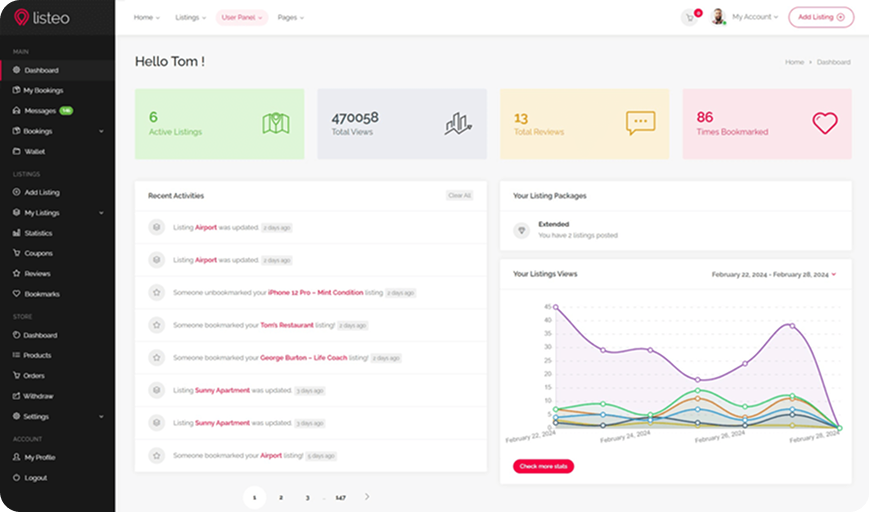 listeo
Home
Listings
User Panel
Pages
My Account
Add Listing
MAIN
Dashboard
My Bookings
Messages
Bookings
Wallet
LISTINGS
Add Listing
My Listings
Statistics
Coupons
Reviews
Bookmarks
STORE
Dashboard
Products
Orders
Withdraw
Settings
ACCOUNT
My Profile
Logout
Hello Tom !
Home
Dashboard
6
Active Listings
470058
Total Views
13
Total Reviews
86
Times Bookmarked
Recent Activities
Clear All
Listing Airport was updated. 2 days ago
Listing Airport was updated. 2 days ago
Someone unbookmarked your iPhone 12 Pro – Mint Condition listing 2 days ago
Someone bookmarked your Tom's Restaurant listing! 2 days ago
Someone bookmarked your George Burton – Life Coach listing! 2 days ago
Listing Sunny Apartment was updated. 3 days ago
Listing Sunny Apartment was updated. 3 days ago
Someone bookmarked your Airport listing! 5 days ago
1 2 3 ... 147
Your Listing Packages
Extended
You have 2 listings posted
Your Listings Views
February 22, 2024 - February 28, 2024
45
40
35
30
25
20
15
10
5
0
February 22, 2024
February 24, 2024
February 26, 2024
February 28, 2024
Check more stats